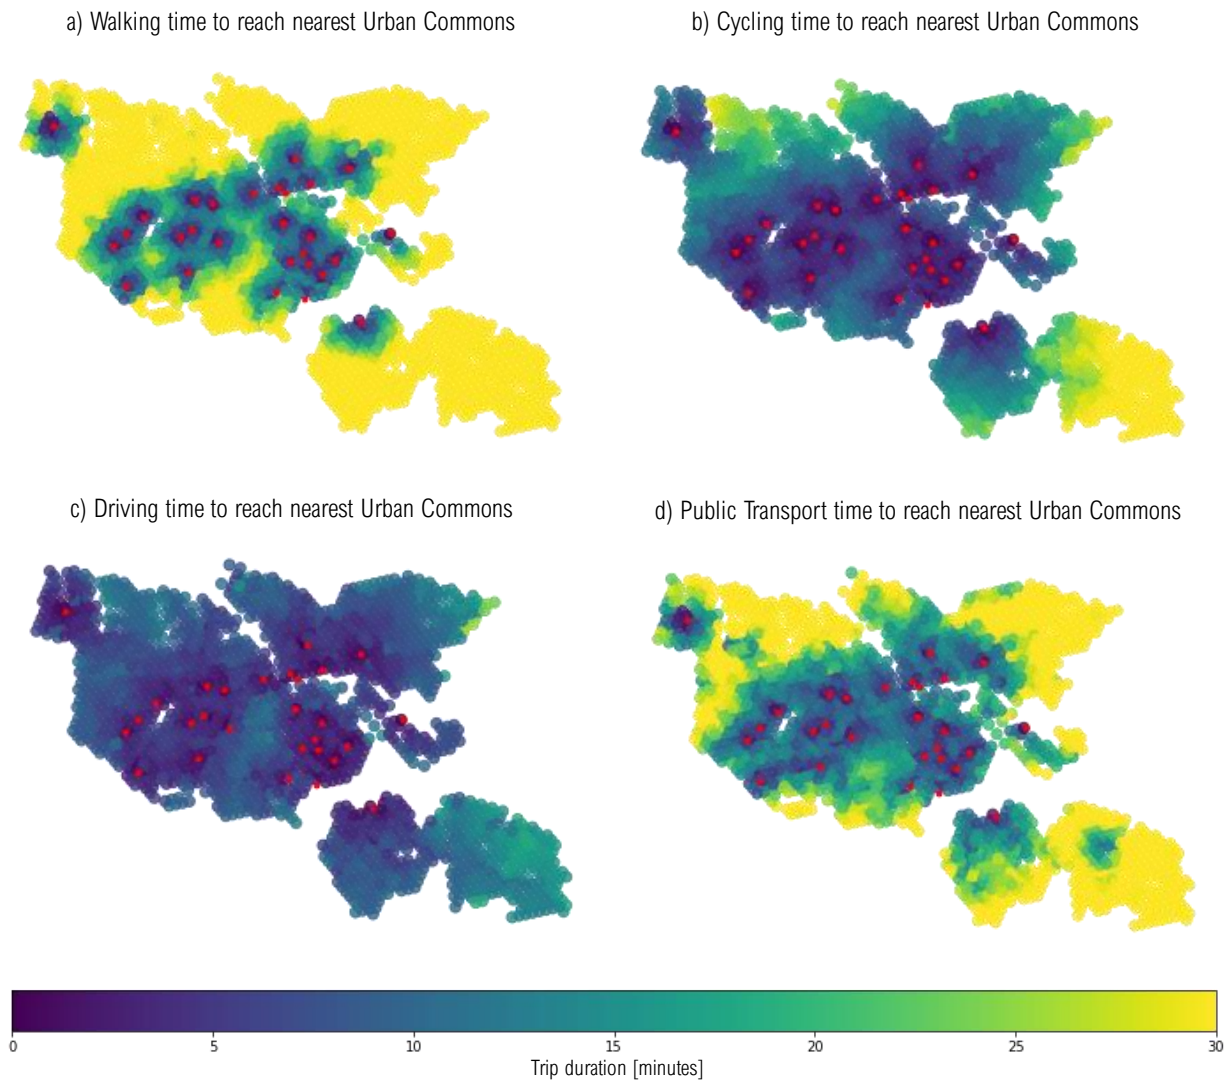 a) Walking time to reach nearest Urban Commons
b) Cycling time to reach nearest Urban Commons
c) Driving time to reach nearest Urban Commons
d) Public Transport time to reach nearest Urban Commons
0 5 10 15 20 25 30
Trip duration [minutes]